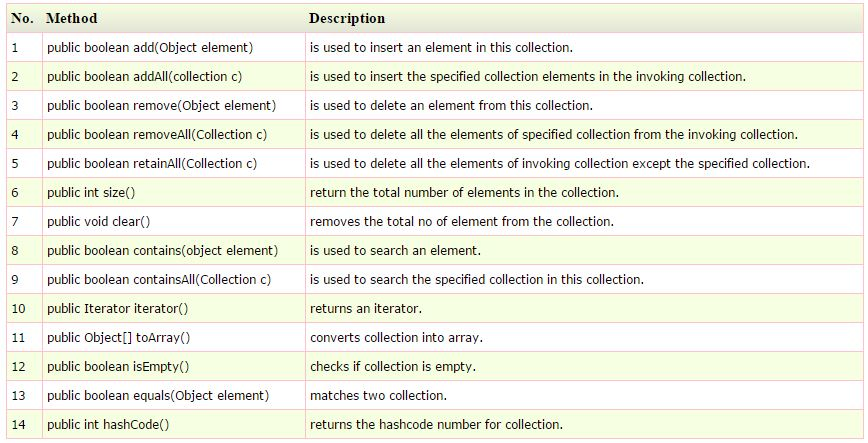 No. Method Description
1 public boolean add(Object element) is used to insert an element in this collection.
2 public boolean addAll(collection c) is used to insert the specified collection elements in the invoking collection.
3 public boolean remove(Object element) is used to delete an element from this collection.
4 public boolean removeAll(Collection c) is used to delete all the elements of specified collection from the invoking collection.
5 public boolean retainAll(Collection c) is used to delete all the elements of invoking collection except the specified collection.
6 public int size() return the total number of elements in the collection.
7 public void clear() removes the total no of element from the collection.
8 public boolean contains(object element) is used to search an element.
9 public boolean containsAll(Collection c) is used to search the specified collection in this collection.
10 public Iterator iterator() returns an iterator.
11 public Object[] toArray() converts collection into array.
12 public boolean isEmpty() checks if collection is empty.
13 public boolean equals(Object element) matches two collection.
14 public int hashCode() returns the hashcode number for collection.